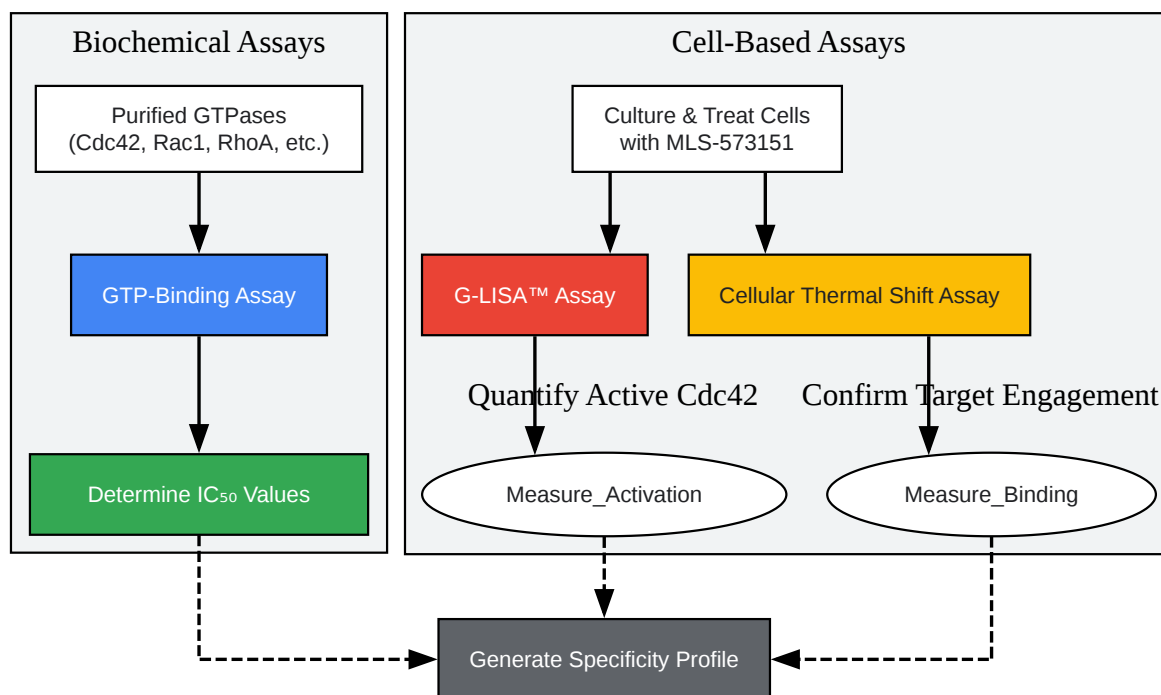 Biochemical Assays
Purified GTPases
(Cdc42, Rac1, RhoA, etc.)
GTP-Binding Assay
Determine IC₅₀ Values
Cell-Based Assays
Culture & Treat Cells
with MLS-573151
G-LISA™ Assay
Cellular Thermal Shift Assay
Quantify Active Cdc42
Confirm Target Engagement
Measure_Activation
Measure_Binding
Generate Specificity Profile